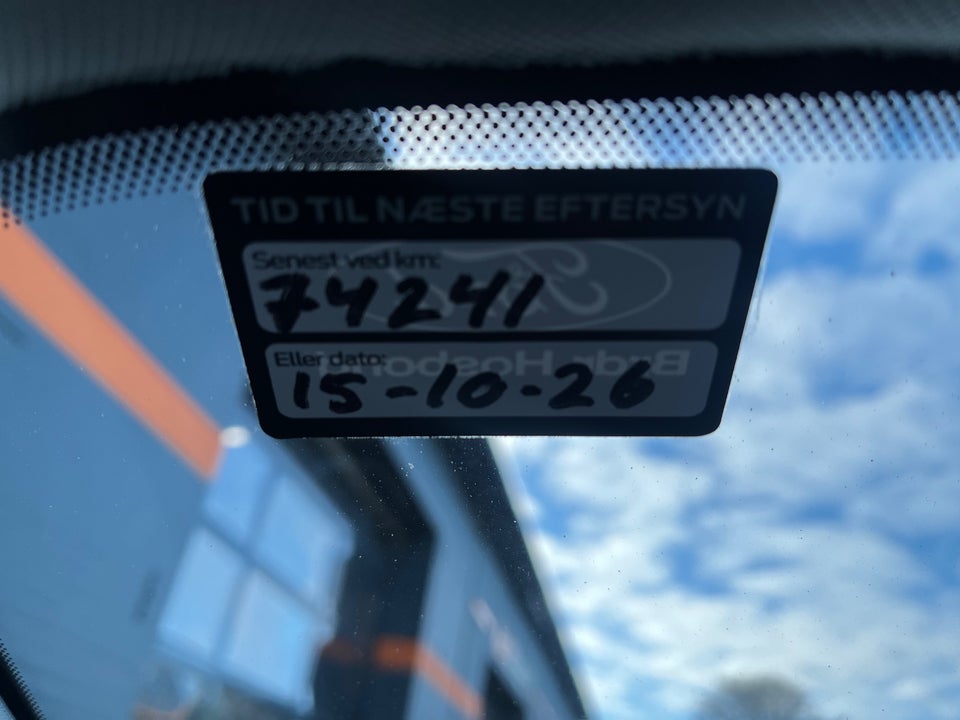 TID TIL NÆSTE EFTERSYN
Senest ved km:
74241
Eller dato:
15-10-26